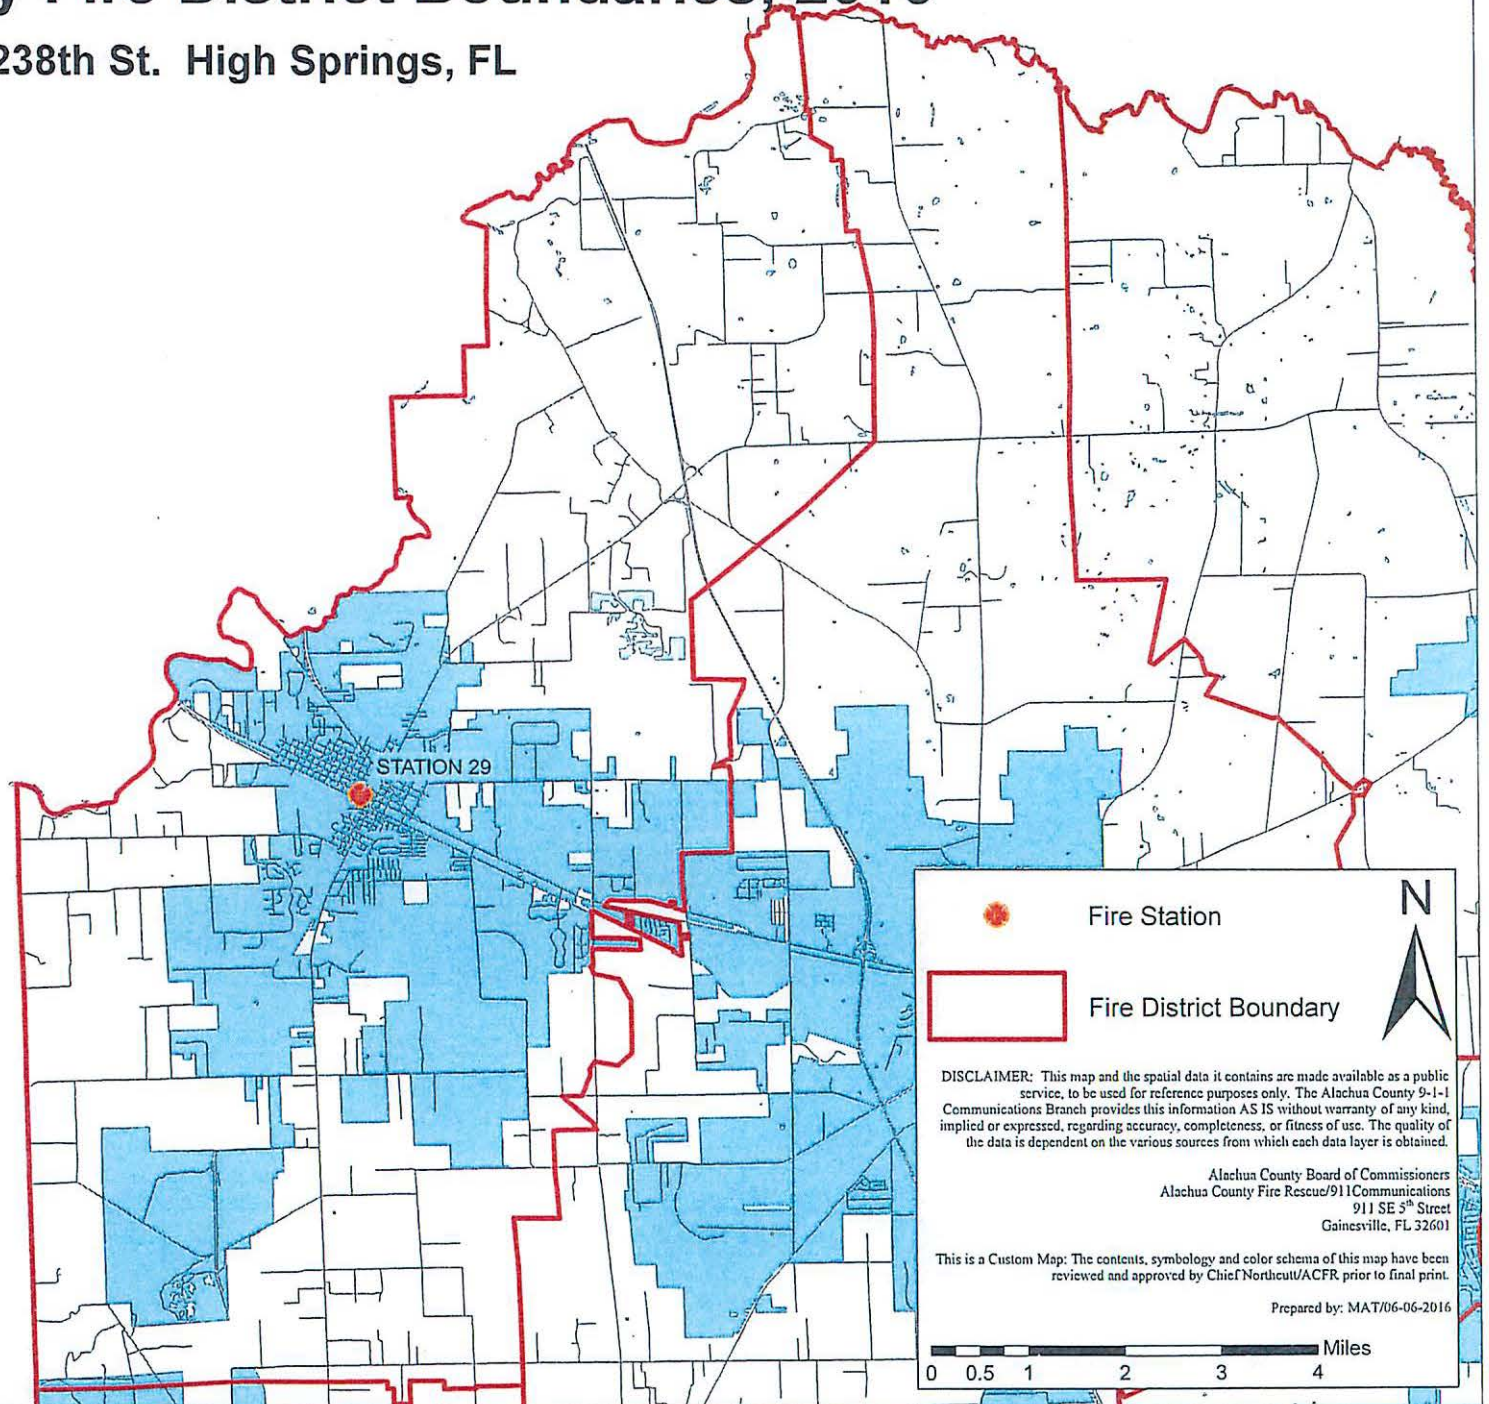 y Fire District Boundaries, 2016
238th St. High Springs, FL
STATION 29
N
Fire Station
Fire District Boundary
DISCLAIMER: This map and the spatial data it contains are made available as a public
service, to be used for reference purposes only. The Alachua County 9-1-1
Communications Branch provides this information AS IS without warranty of any kind,
implied or expressed, regarding accuracy, completeness, or fitness of use. The quality of
the data is dependent on the various sources from which each data layer is obtained.
Alachua County Board of Commissioners
Alachua County Fire Rescue/911Communications
911 SE 5th Street
Gainesville, FL 32601
This is a Custom Map: The contents, symbology and color schema of this map have been
reviewed and approved by Chief Northcutt/ACFR prior to final print.
Prepared by: MAT/06-06-2016
Miles
0 0.5 1 2 3 4